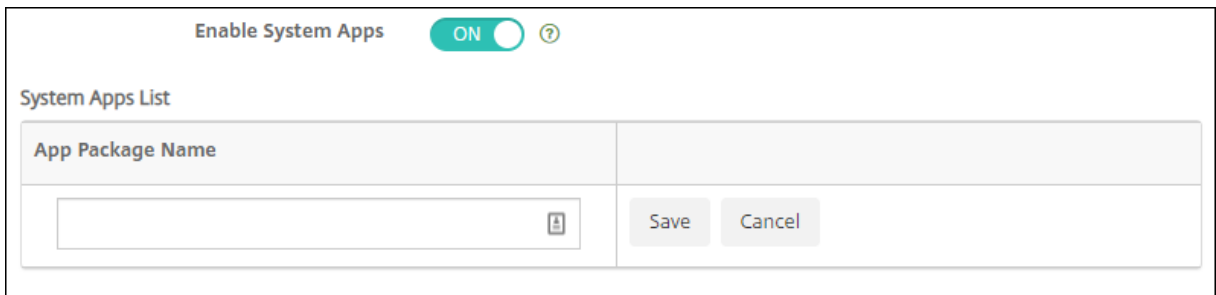 Enable System Apps ON ?
System Apps List
App Package Name
Save Cancel